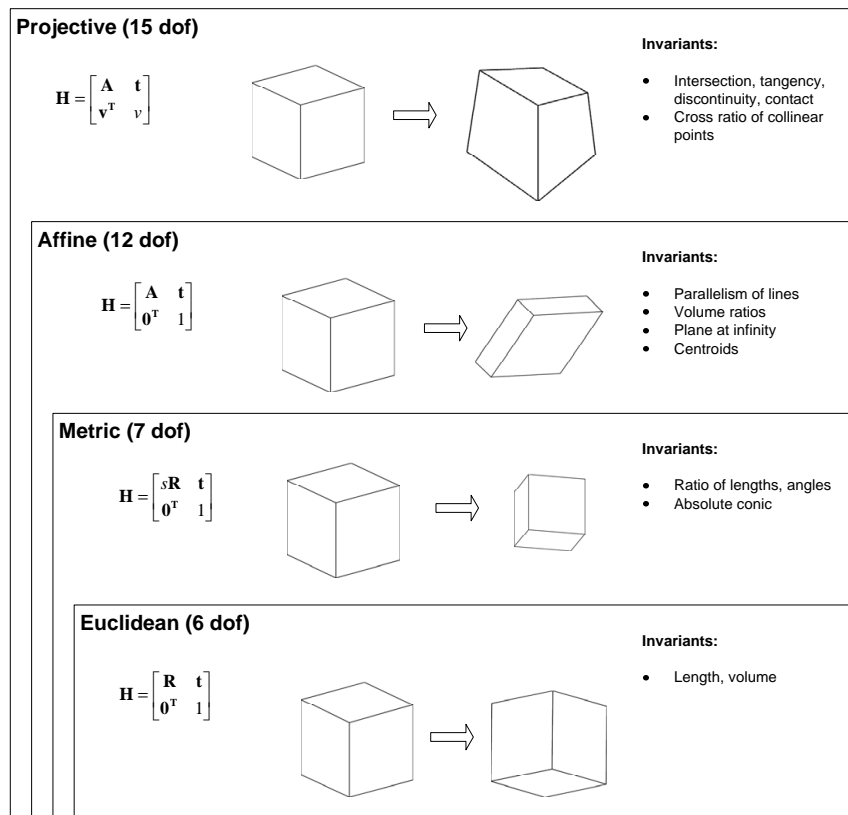 Projective (15 dof)
H = [A t
v^T v]
Invariants:
• Intersection, tangency,
discontinuity, contact
• Cross ratio of collinear
points
Affine (12 dof)
H = [A t
0^T 1]
Invariants:
• Parallelism of lines
• Volume ratios
• Plane at infinity
• Centroids
Metric (7 dof)
H = [sR t
0^T 1]
Invariants:
• Ratio of lengths, angles
• Absolute conic
Euclidean (6 dof)
H = [R t
0^T 1]
Invariants:
• Length, volume